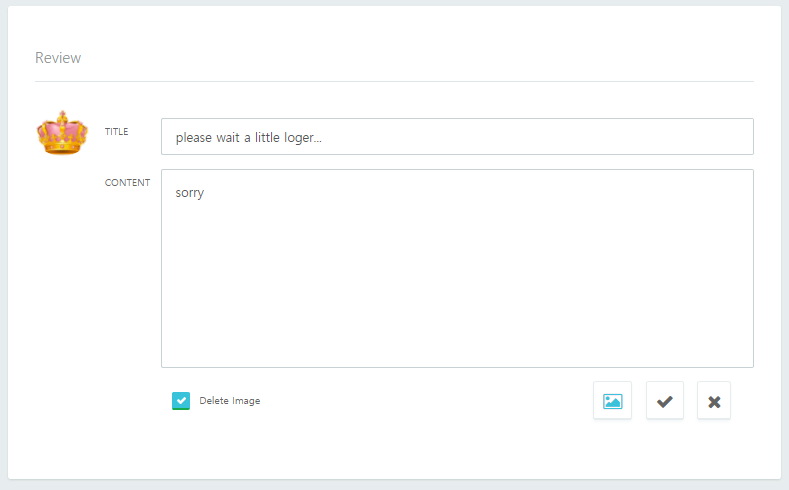 Review
TITLE
please wait a little loger...
CONTENT
sorry
Delete Image